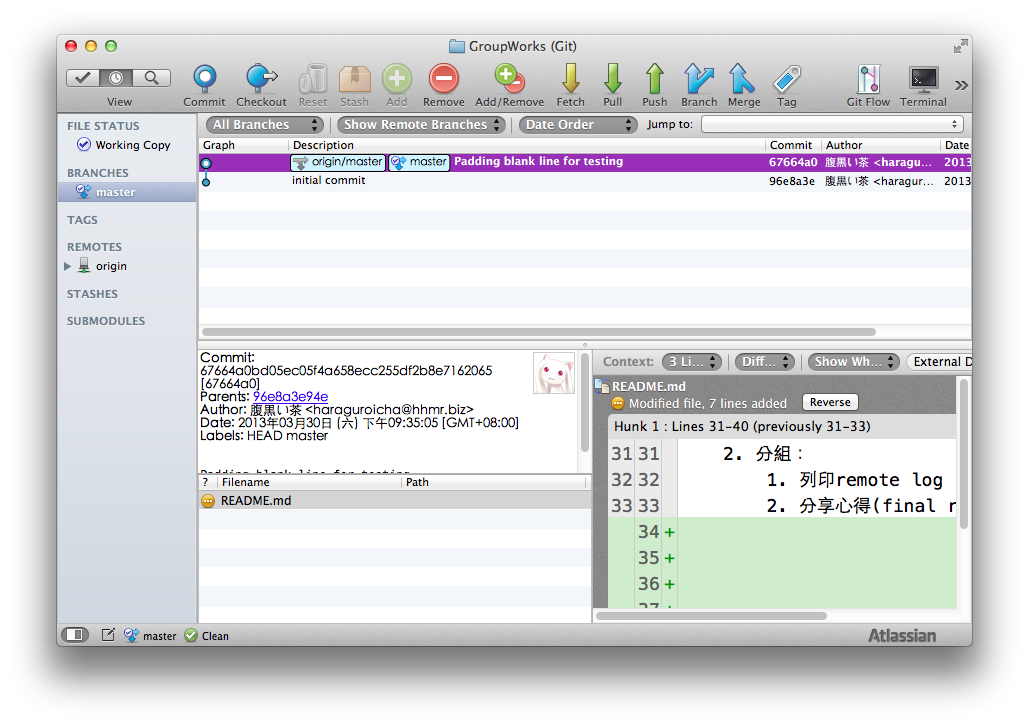 GroupWorks (Git)
View Commit Checkout Reset Stash Add Remove Add/Remove Fetch Pull Push Branch Merge Tag Git Flow Terminal
FILE STATUS
Working Copy
BRANCHES
master
TAGS
REMOTES
origin
STASHES
SUBMODULES
All Branches Show Remote Branches Date Order Jump to:
Graph Description Commit Author Date
origin/master master Padding blank line for testing 67664a0 腹黒い茶 <haragu... 2013
initial commit 96e8a3e 腹黒い茶 <haragur... 2013
Commit:
67664a0bd05ec05f4a658ecc255df2b8e7162065
[67664a0]
Parents: 96e8a3e94e
Author: 腹黒い茶 <haraguroicha@hhmr.biz>
Date: 2013年03月30日 (六) 下午09:35:05 [GMT+08:00]
Labels: HEAD master
Padding blank line for testing
? Filename Path
README.md
Context: 3 Li... Diff... Show Wh... External D
README.md
Modified file, 7 lines added Reverse
Hunk 1 : Lines 31-40 (previously 31-33)
31 31 2. 分組：
32 32 1. 列印remote log
33 33 2. 分享心得(final r
34 +
35 +
36 +
37 +
master Clean
Atlassian